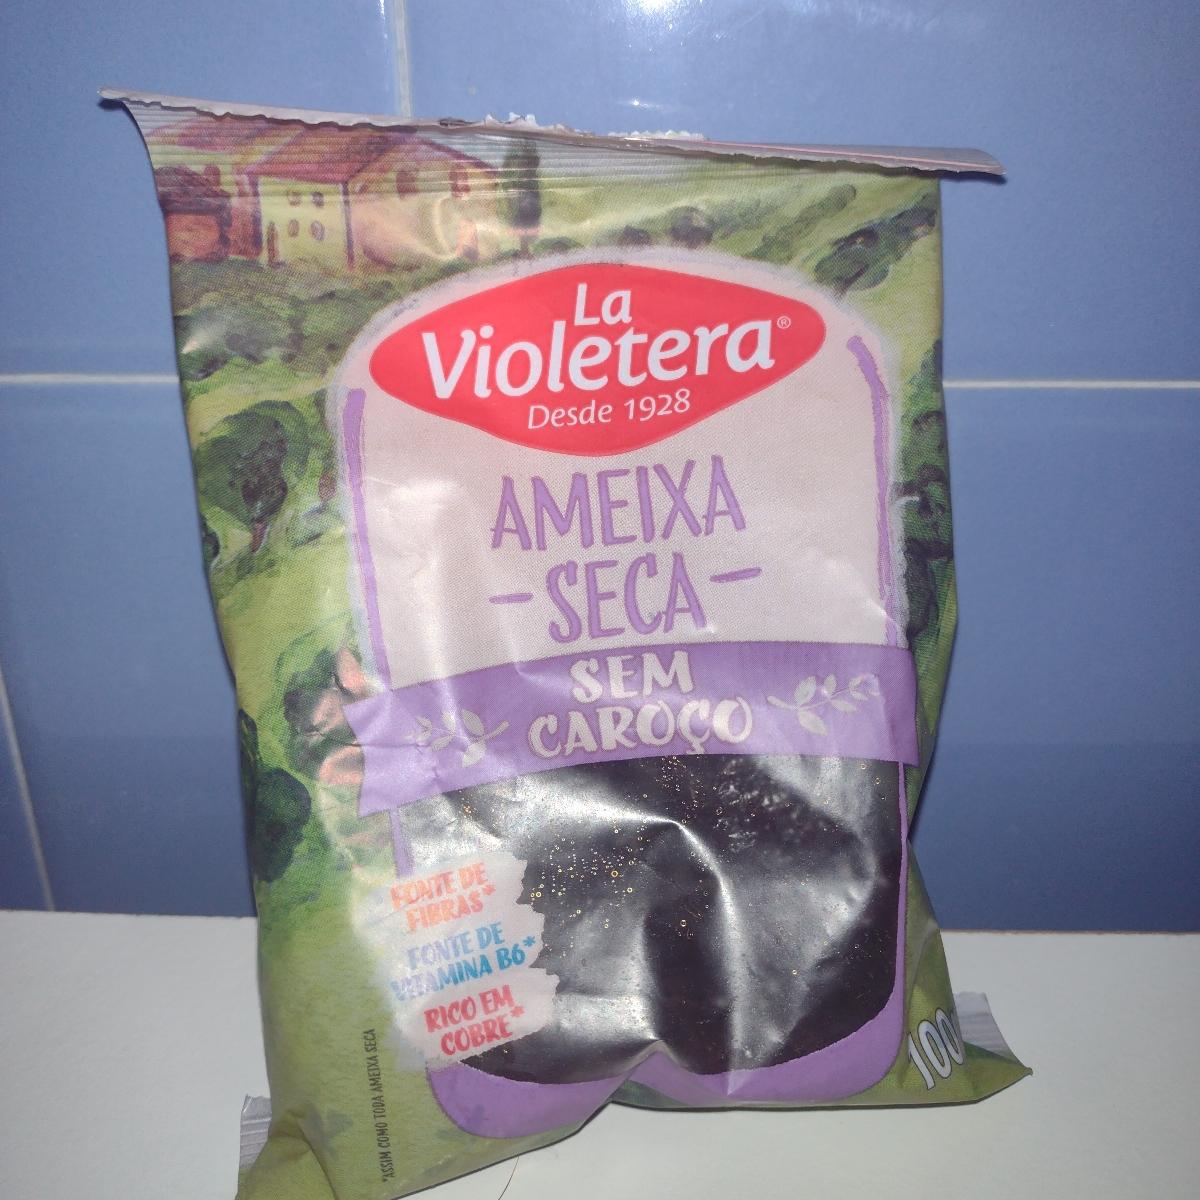 La
Violetera®
Desde 1928
AMEIXA
-SECA-
SEM
CAROÇO
FONTE DE
FIBRAS*
FONTE DE
VITAMINA B6*
RICO EM
COBRE*
*ASSIM COMO TODA AMEIXA SECA
100